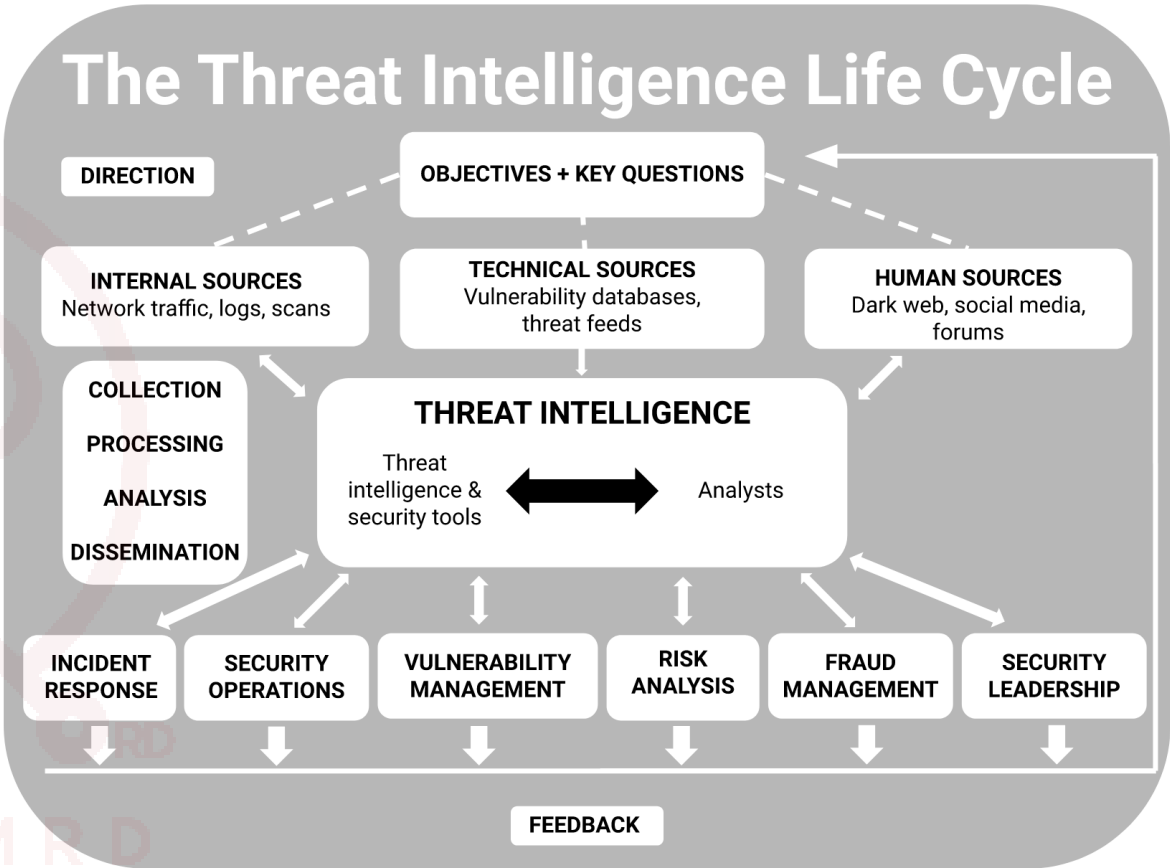 The Threat Intelligence Life Cycle
DIRECTION
OBJECTIVES + KEY QUESTIONS
INTERNAL SOURCES
Network traffic, logs, scans
TECHNICAL SOURCES
Vulnerability databases,
threat feeds
HUMAN SOURCES
Dark web, social media,
forums
COLLECTION
PROCESSING
ANALYSIS
DISSEMINATION
THREAT INTELLIGENCE
Threat
intelligence &
security tools
Analysts
INCIDENT
RESPONSE
SECURITY
OPERATIONS
VULNERABILITY
MANAGEMENT
RISK
ANALYSIS
FRAUD
MANAGEMENT
SECURITY
LEADERSHIP
RD
FEEDBACK